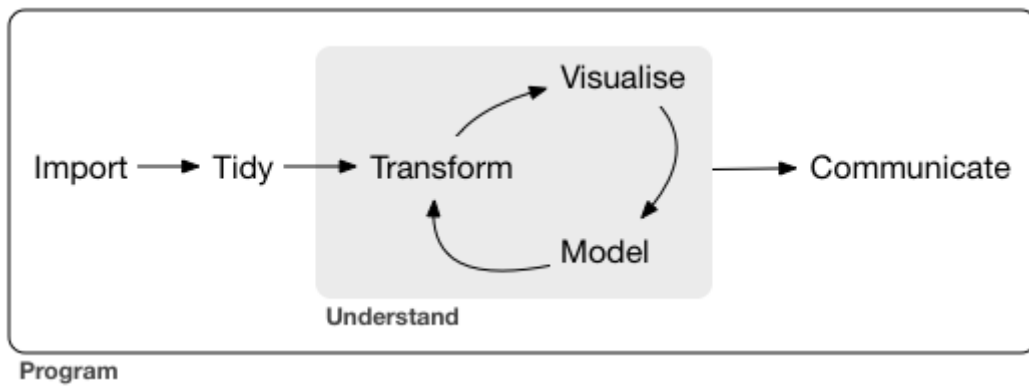 Visualise
Import
Tidy
Transform
Communicate
Model
Understand
Program